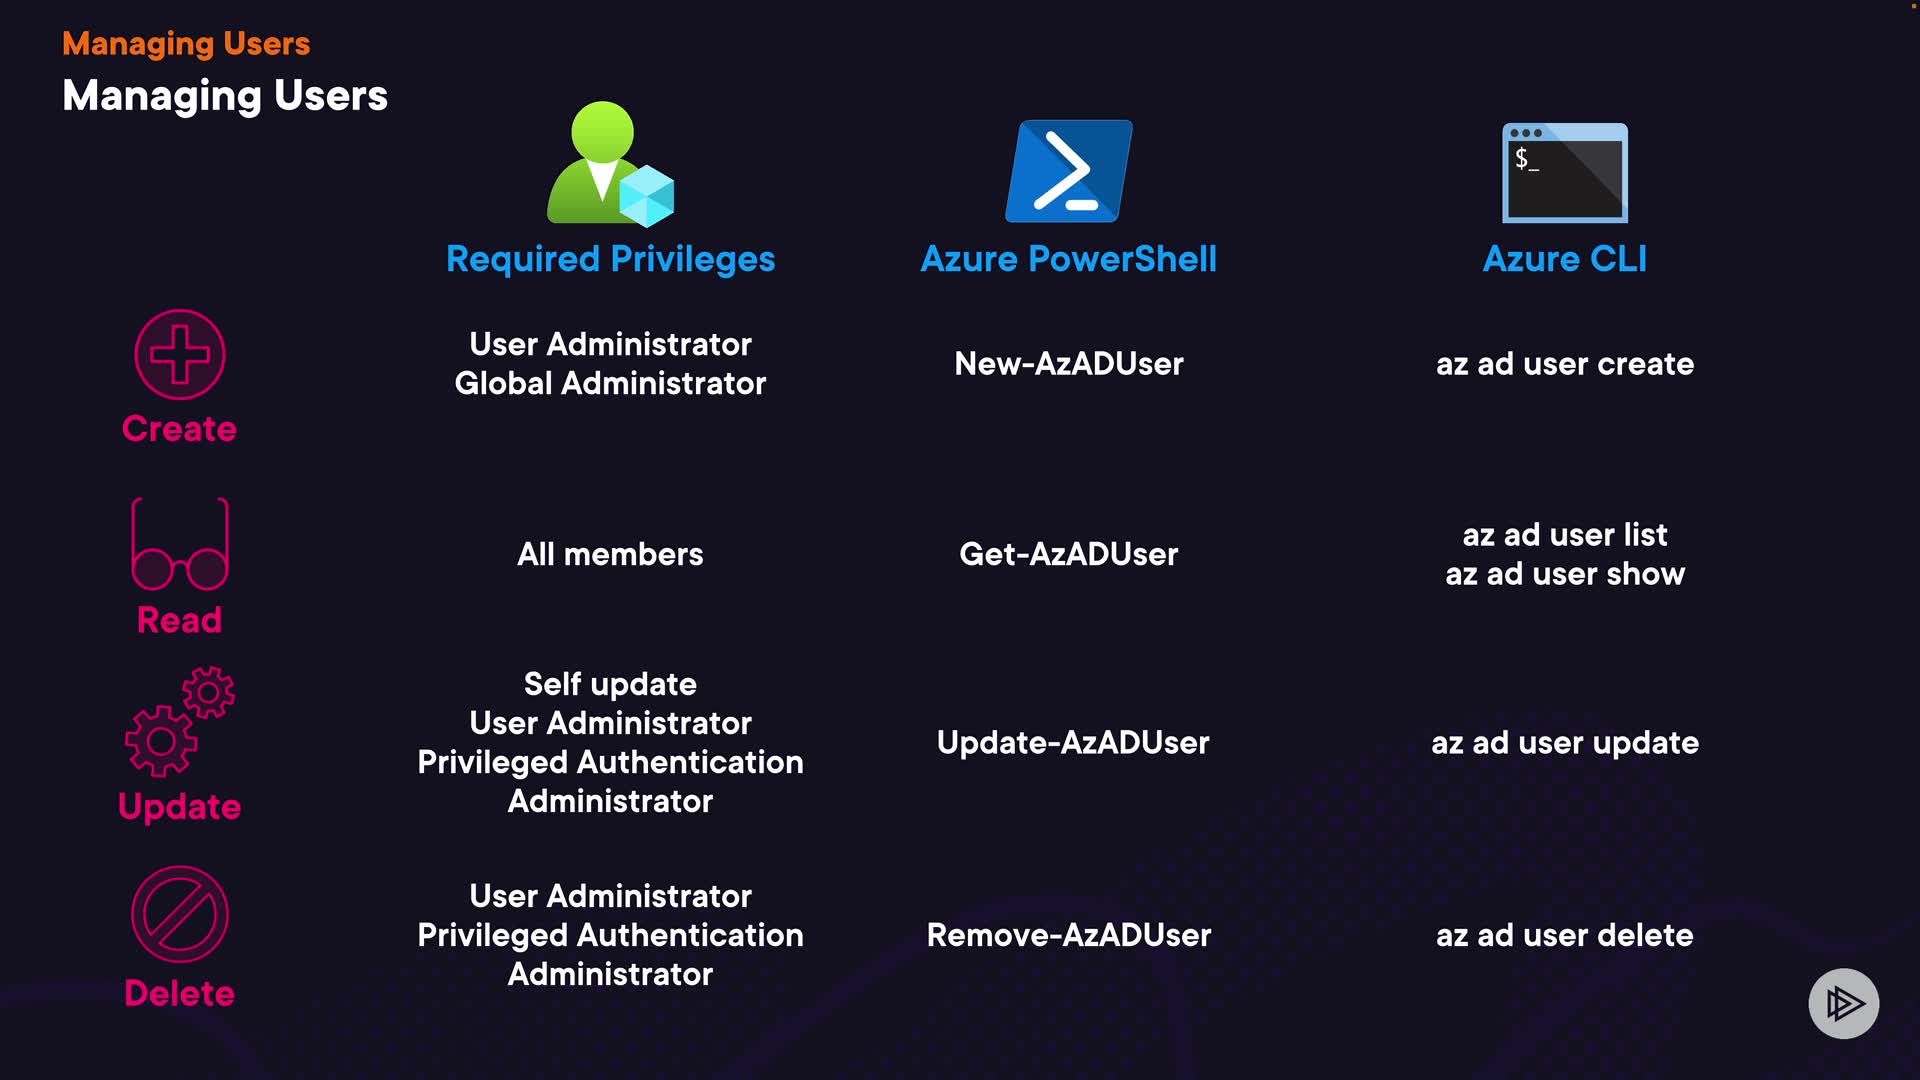 Managing Users
Managing Users
$_
Required Privileges
Azure PowerShell
Azure CLI
Create
User Administrator
Global Administrator
New-AzADUser
az ad user create
Read
All members
Get-AzADUser
az ad user list
az ad user show
Update
Self update
User Administrator
Privileged Authentication
Administrator
Update-AzADUser
az ad user update
Delete
User Administrator
Privileged Authentication
Administrator
Remove-AzADUser
az ad user delete